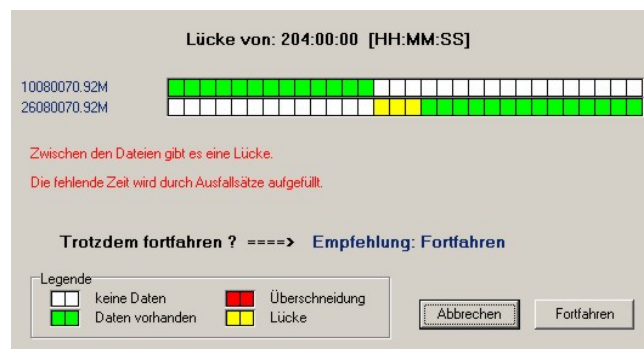 Lücke von: 204:00:00 [HH:MM:SS]
10080070.92M
26080070.92M
Zwischen den Dateien gibt es eine Lücke.
Die fehlende Zeit wird durch Ausfallsätze aufgefüllt.
Trotzdem fortfahren ? ====> Empfehlung: Fortfahren
Legende
keine Daten
Überschneidung
Daten vorhanden
Lücke
Abbrechen
Fortfahren